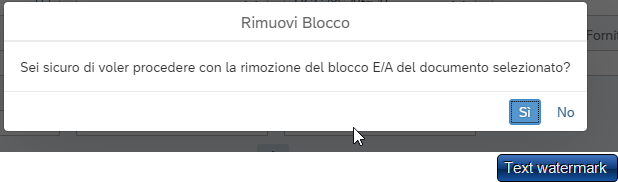 Rimuovi Blocco
Fornit
Sei sicuro di voler procedere con la rimozione del blocco E/A del documento selezionato?
Sì No
Text watermark